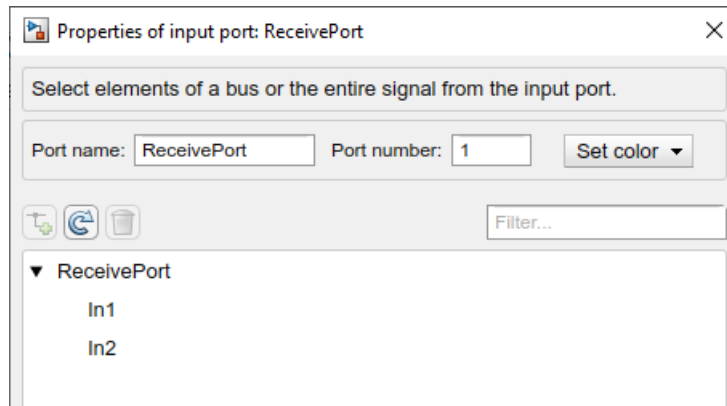 Properties of input port: ReceivePort
Select elements of a bus or the entire signal from the input port.
Port name: ReceivePort Port number: 1 Set color
Filter...
ReceivePort
In1
In2